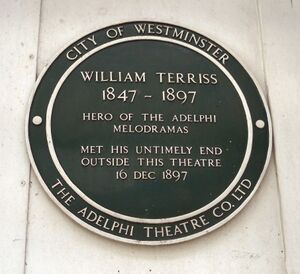 CITY OF WESTMINSTER
WILLIAM TERRISS
1847 - 1897
HERO OF THE ADELPHI
MELODRAMAS
MET HIS UNTIMELY END
OUTSIDE THIS THEATRE
16 DEC 1897
THE ADELPHI THEATRE CO. LTD